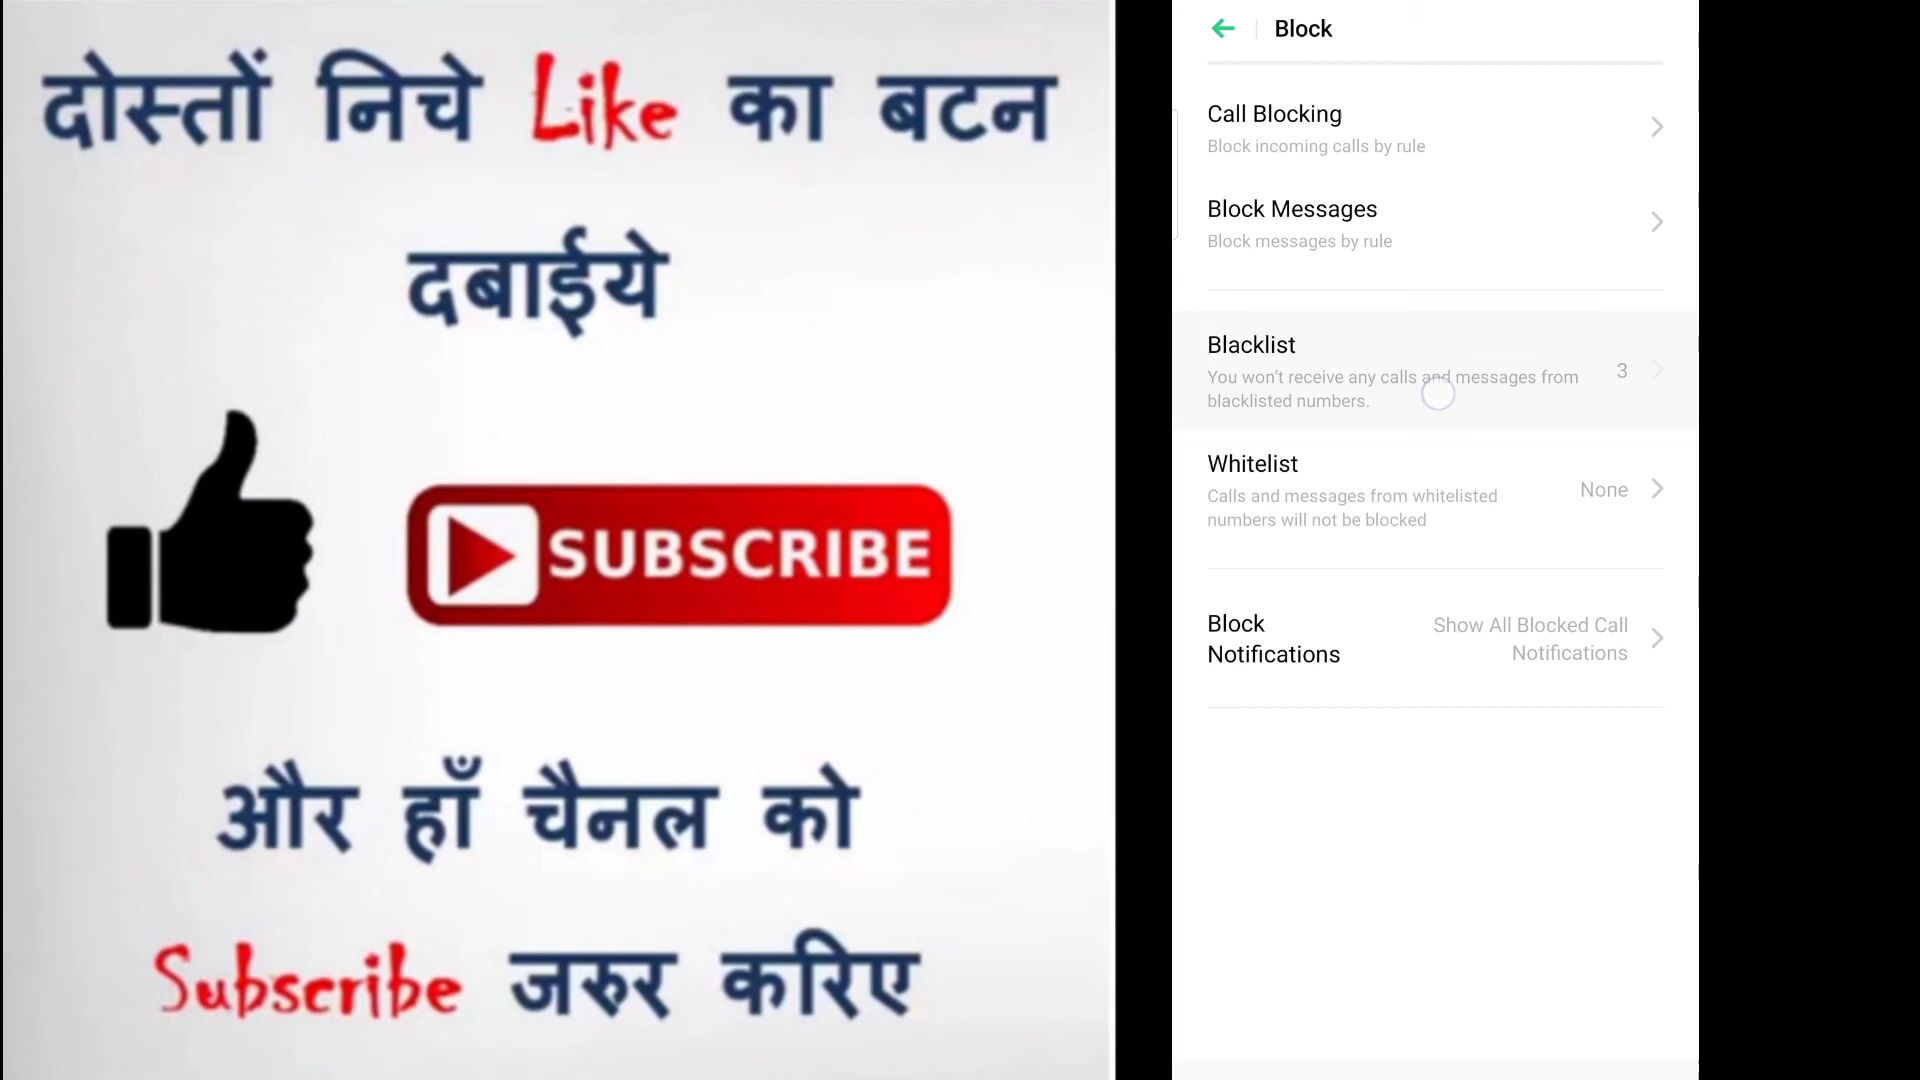 दोस्तों निचे Like का बटन
दबाईये
SUBSCRIBE
और हाँ चैनल को
Subscribe जरुर करिए
Block
Call Blocking
Block incoming calls by rule
Block Messages
Block messages by rule
Blacklist
You won't receive any calls and messages from
blacklisted numbers.
3
Whitelist
Calls and messages from whitelisted
numbers will not be blocked
None
Block
Notifications
Show All Blocked Call
Notifications